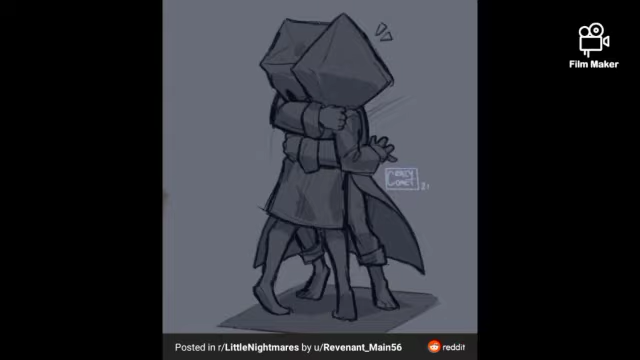 Film Maker
Posted in r/LittleNightmares by u/Revenant_Main56
reddit